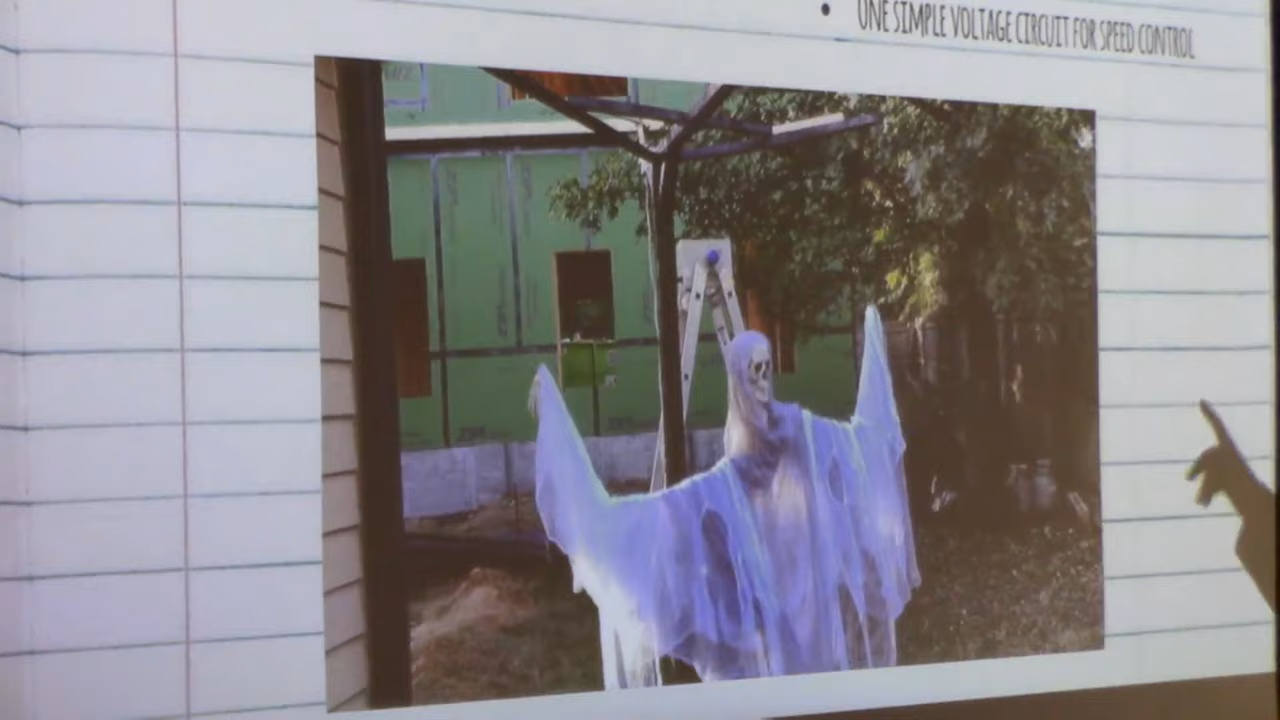 • ONE SIMPLE VOLTAGE CIRCUIT FOR SPEED CONTROL